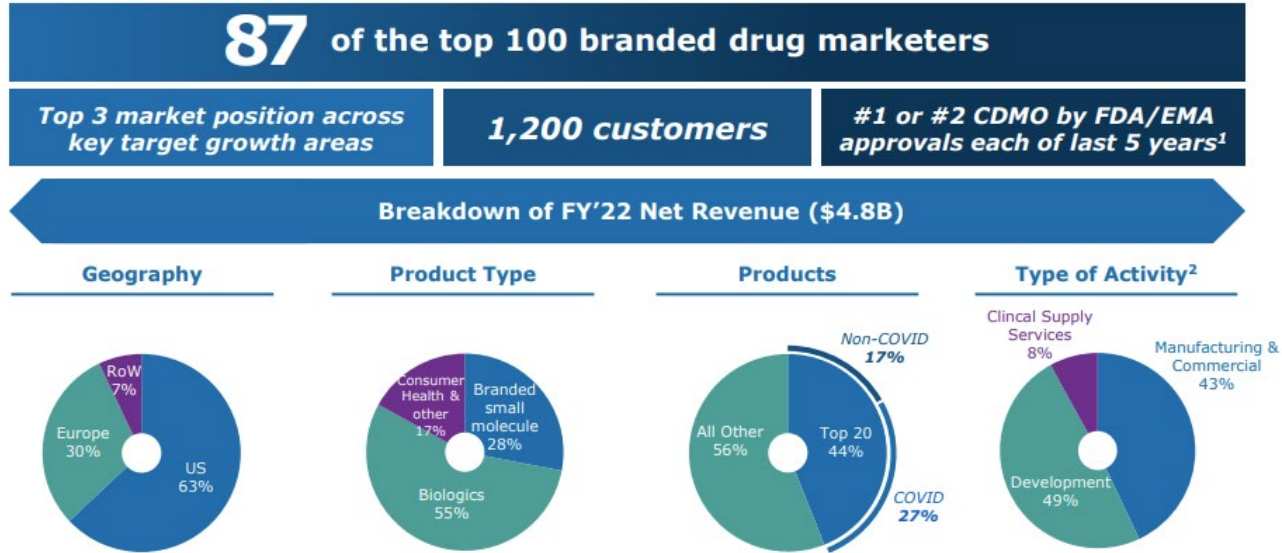 87 of the top 100 branded drug marketers
Top 3 market position across
key target growth areas
1,200 customers
#1 or #2 CDMO by FDA/EMA
approvals each of last 5 years¹
Breakdown of FY'22 Net Revenue ($4.8B)
Geography
RoW
7%
Europe
30%
US
63%
Product Type
Consumer
Health &
other
17%
Branded
small
molecule
28%
Biologics
55%
Products
Non-COVID
17%
All Other
56%
Top 20
44%
COVID
27%
Type of Activity²
Clincal Supply
Services
8%
Manufacturing &
Commercial
43%
Development
49%